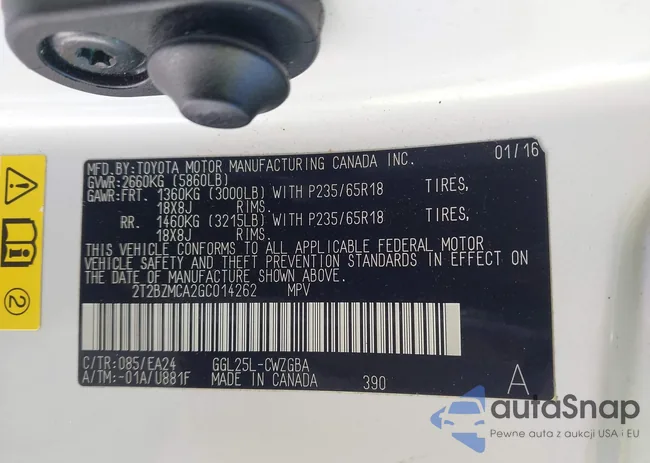 MFD.BY:TOYOTA MOTOR MANUFACTURING CANADA INC. 01/16
GVWR:2660KG (5860LB)
GAWR:FRT. 1360KG (3000LB) WITH P235/65R18 TIRES,
18X8J RIMS.
RR. 1460KG (3215LB) WITH P235/65R18 TIRES,
18X8J RIMS.
THIS VEHICLE CONFORMS TO ALL APPLICABLE FEDERAL MOTOR
VEHICLE SAFETY AND THEFT PREVENTION STANDARDS IN EFFECT ON
THE DATE OF MANUFACTURE SHOWN ABOVE.
2T2BZMCA2GC014262 MPV
C/TR:085/EA24 GGL25L-CWZGBA
A/TM:-01A/U881F MADE IN CANADA 390 A
2
autaSnap
Pewne auta z aukcji USA i EU